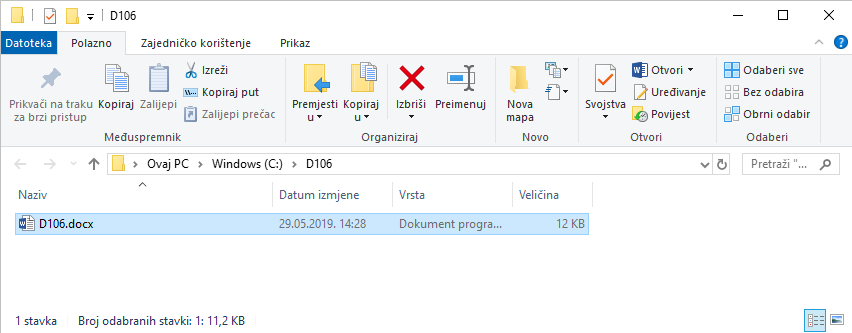 D106
Datoteka Polazno Zajedničko korištenje Prikaz
Prikvači na traku za brzi pristup
Kopiraj
Zalijepi
Izreži
Kopiraj put
Zalijepi prečac
Međuspremnik
Premjesti u
Kopiraj u
Izbriši
Preimenuj
Organiziraj
Nova mapa
Novo
Svojstva
Otvori
Uređivanje
Povijest
Otvori
Odaberi sve
Bez odabira
Obrni odabir
Odaberi
Ovaj PC > Windows (C:) > D106
Pretraži "...
Naziv Datum izmjene Vrsta Veličina
D106.docx 29.05.2019. 14:28 Dokument progra... 12 KB
1 stavka Broj odabranih stavki: 1: 11,2 KB